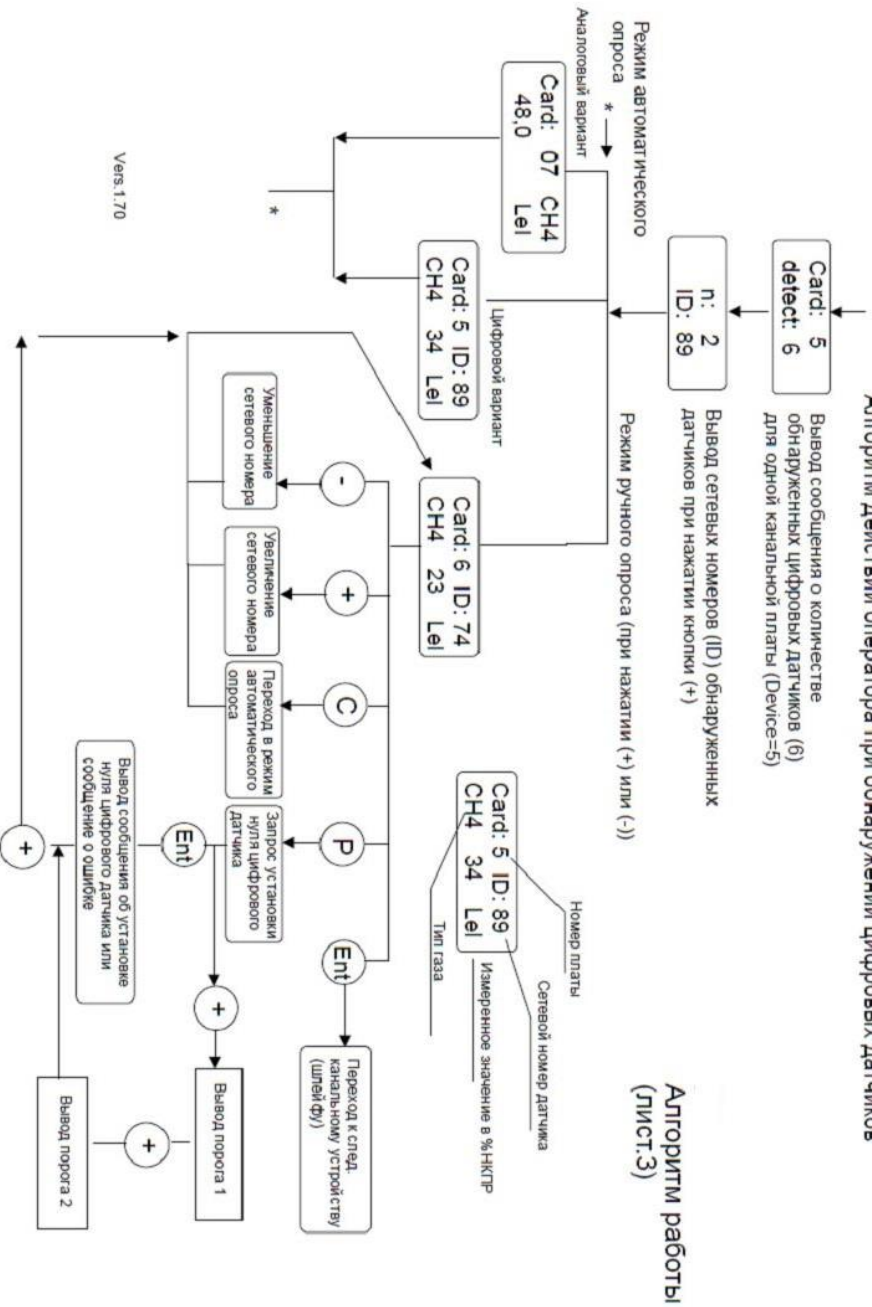 Алгоритм действий оператора при обнаружении цифровых датчиков
Алгоритм работы
(лист.3)
Card: 5
detect: 6
Вывод сообщения о количестве
обнаруженных цифровых датчиков (6)
для одной канальной платы (Device=5)
n: 2
ID: 89
Вывод сетевых номеров (ID) обнаруженных
датчиков при нажатии кнопки (+)
Режим автоматического
опроса *
Режим ручного опроса (при нажатии (+) или (-))
Аналоговый вариант
Card: 07 CH4
48,0 Lel
Цифровой вариант
Card: 5 ID: 89
CH4 34 Lel
*
Card: 6 ID: 74
CH4 23 Lel
Номер платы
Сетевой номер датчика
Card: 5 ID: 89
CH4 34 Lel
Измеренное значение в %НКПР
Тип газа
-
+
C
P
Ent
Уменьшение
сетевого номера
Увеличение
сетевого номера
Переход в режим
автоматического
опроса
Запрос установки
нуля цифрового
датчика
Переход к след.
канальному устройству
(шлейфу)
Ent
+
Вывод порога 1
Вывод сообщения об установке
нуля цифрового датчика или
сообщение о ошибке
+
Вывод порога 2
+
Vers.1.70